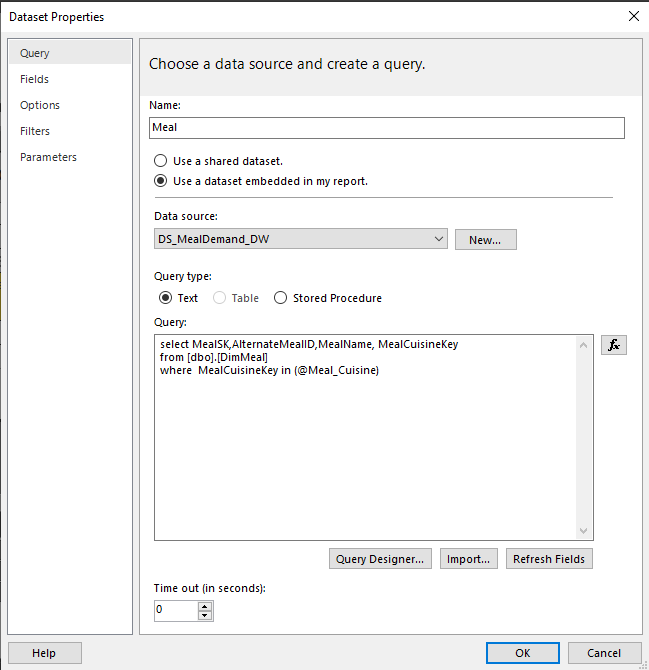 Dataset Properties
Query
Fields
Options
Filters
Parameters
Choose a data source and create a query.
Name:
Meal
Use a shared dataset.
Use a dataset embedded in my report.
Data source:
DS_MealDemand_DW
New...
Query type:
Text
Table
Stored Procedure
Query:
select MealSK,AlternateMealID,MealName, MealCuisineKey
from [dbo].[DimMeal]
where  MealCuisineKey in (@Meal_Cuisine)
fx
Query Designer...
Import...
Refresh Fields
Time out (in seconds):
0
Help
OK
Cancel